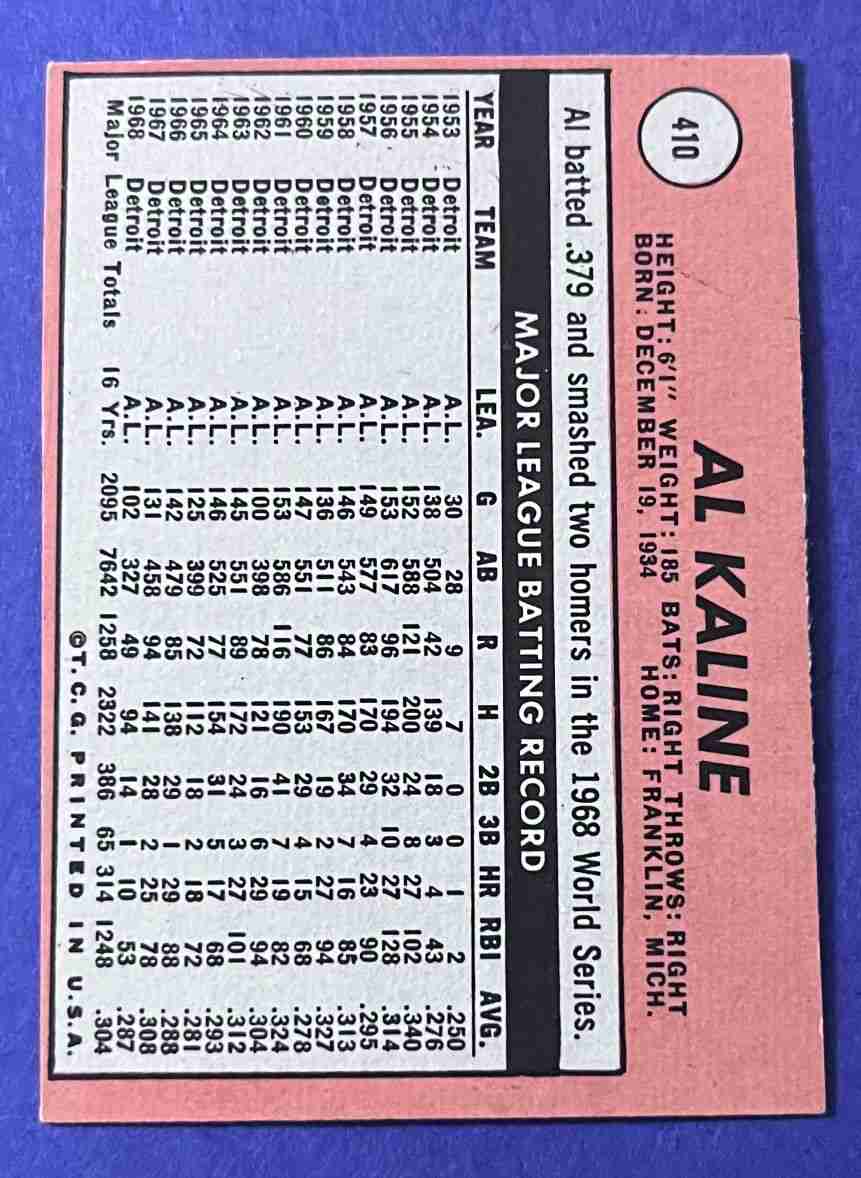 410
AL KALINE
HEIGHT: 6'1" WEIGHT: 185 BATS: RIGHT THROWS: RIGHT
BORN: DECEMBER 19, 1934 HOME: FRANKLIN, MICH.
Al batted .379 and smashed two homers in the 1968 World Series.
MAJOR LEAGUE BATTING RECORD
YEAR TEAM LEA. G AB R H 2B 3B HR RBI AVG.
1953 Detroit A.L. 30 28 9 7 0 0 1 2 .250
1954 Detroit A.L. 138 504 42 139 18 3 4 43 .276
1955 Detroit A.L. 152 588 121 200 24 8 27 102 .340
1956 Detroit A.L. 153 617 96 194 32 10 27 128 .314
1957 Detroit A.L. 149 577 83 170 29 4 23 90 .295
1958 Detroit A.L. 146 543 84 170 34 7 16 85 .313
1959 Detroit A.L. 136 511 86 167 19 2 27 94 .327
1960 Detroit A.L. 147 551 77 153 29 4 15 68 .278
1961 Detroit A.L. 153 586 116 190 41 7 19 82 .324
1962 Detroit A.L. 100 398 78 121 16 6 29 94 .304
1963 Detroit A.L. 145 551 89 172 24 3 27 101 .312
1964 Detroit A.L. 146 525 77 154 31 5 17 68 .293
1965 Detroit A.L. 125 399 72 112 18 2 18 72 .281
1966 Detroit A.L. 142 479 85 138 29 1 29 88 .288
1967 Detroit A.L. 131 458 94 141 28 2 25 78 .308
1968 Detroit A.L. 102 327 49 94 14 1 10 53 .287
Major League Totals 16 Yrs. 2095 7642 1258 2322 386 65 314 1248 .304
©T.C.G. PRINTED IN U.S.A.